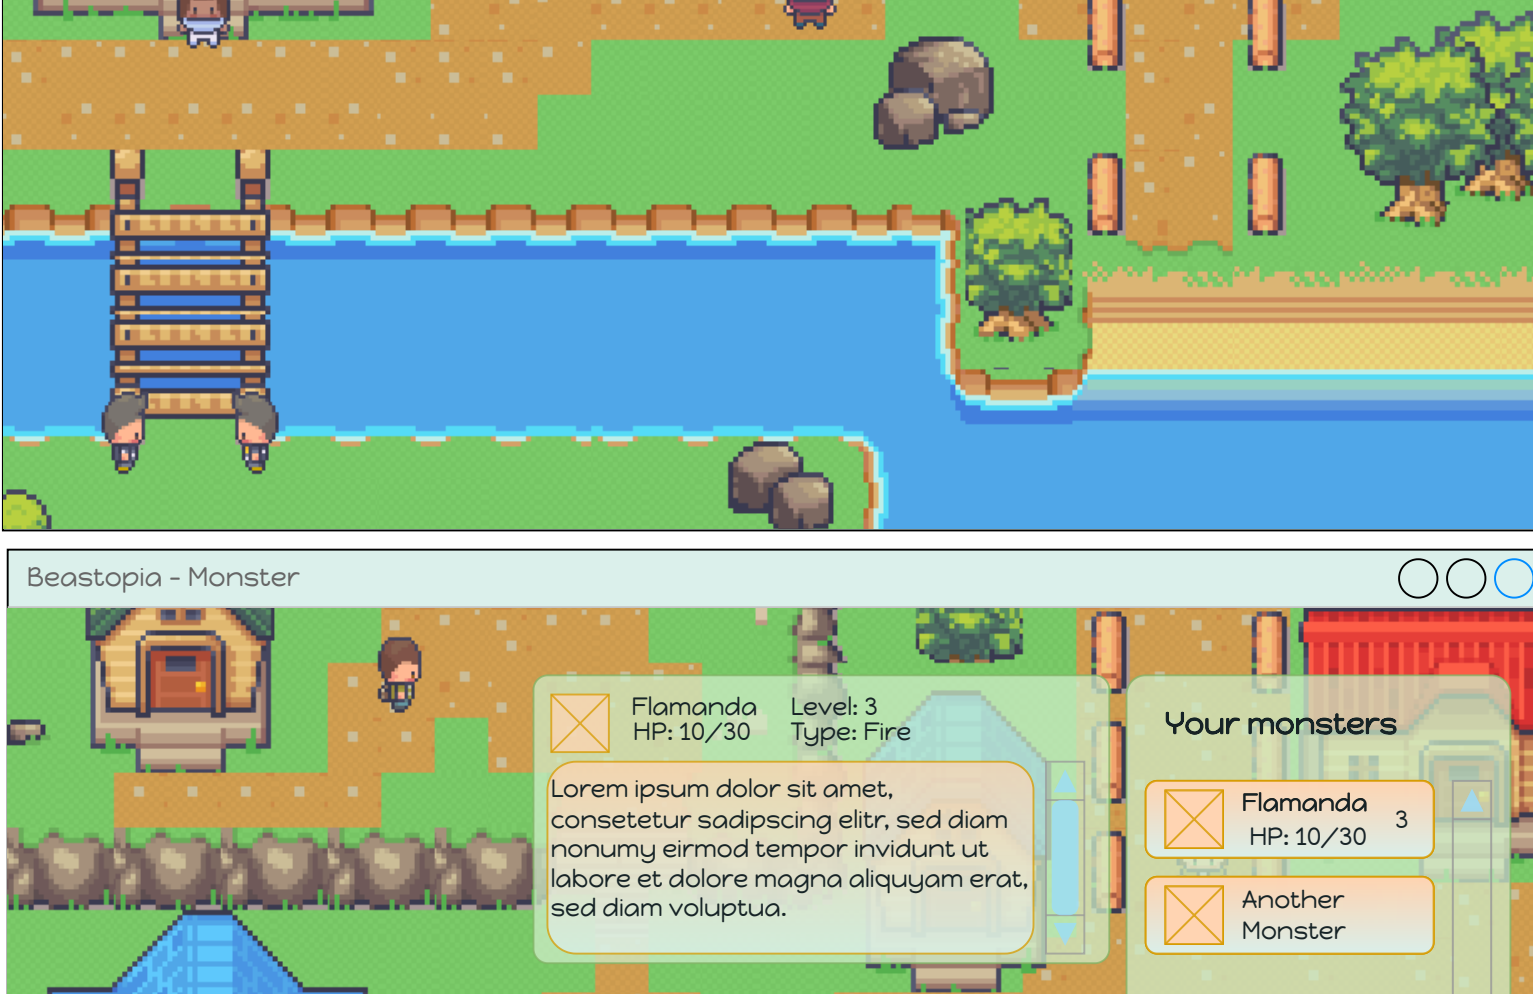 Beastopia - Monster
Flamanda Level: 3
HP: 10/30 Type: Fire
Lorem ipsum dolor sit amet,
consetetur sadipscing elitr, sed diam
nonumy eirmod tempor invidunt ut
labore et dolore magna aliquyam erat,
sed diam voluptua.
Your monsters
Flamanda
HP: 10/30 3
Another
Monster